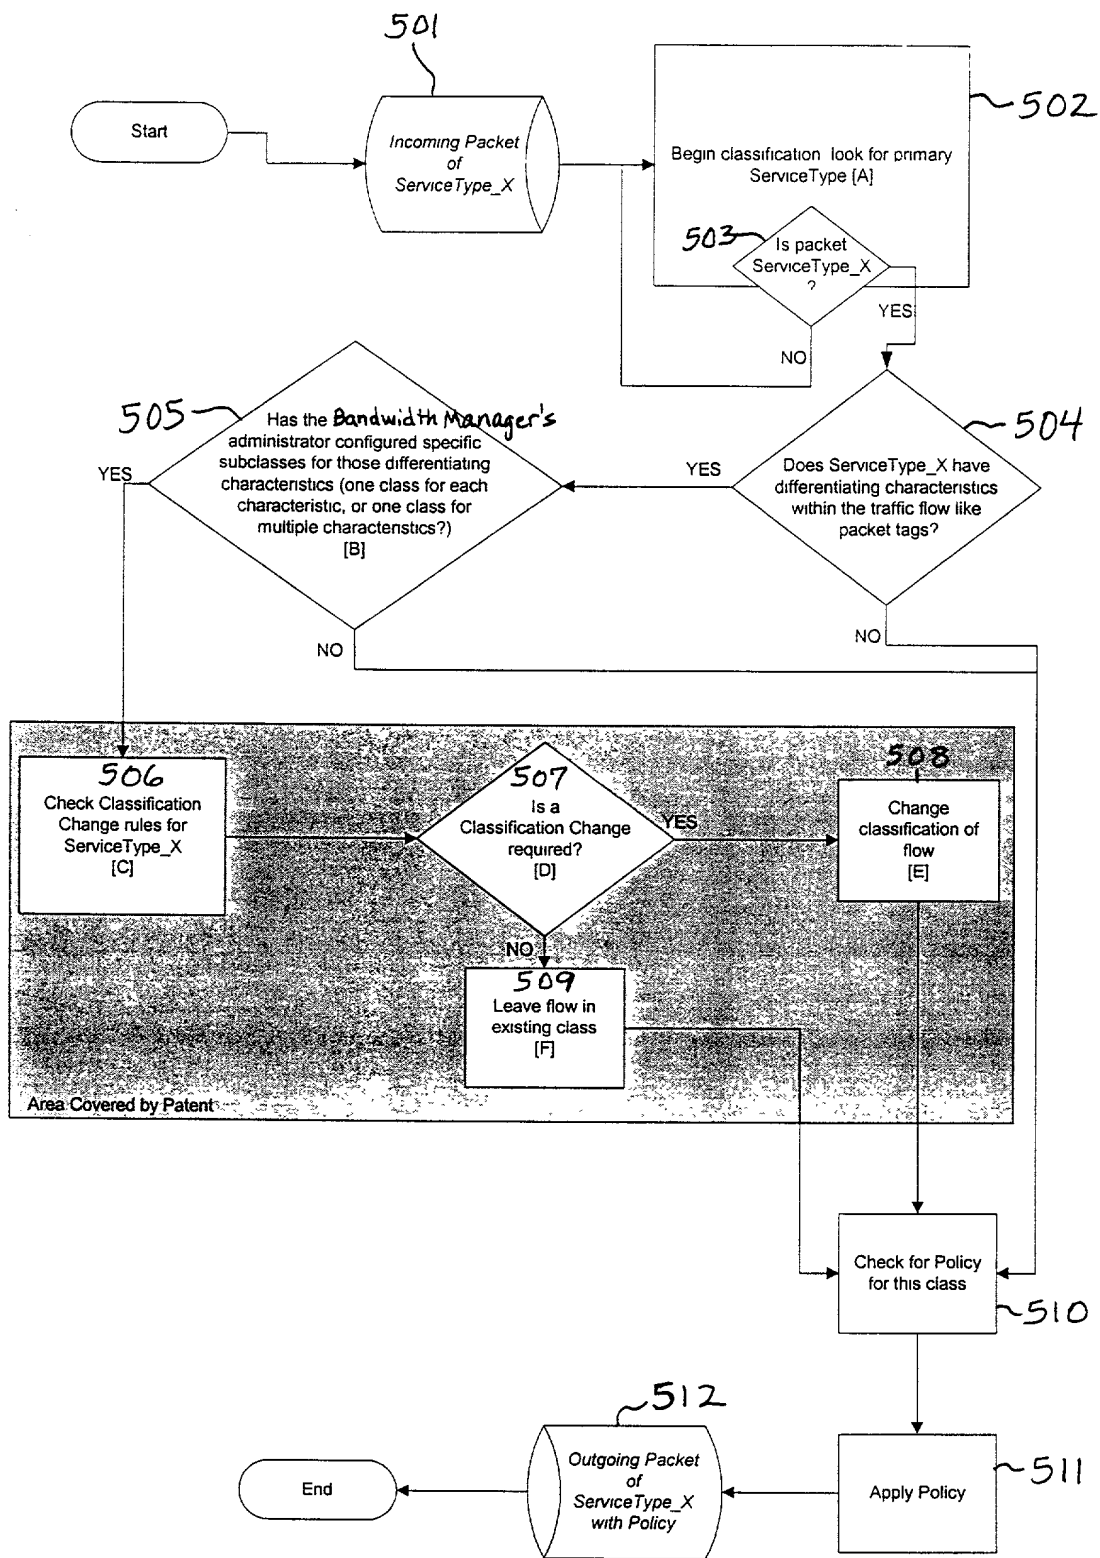 501
502
Start
Incoming Packet
of
ServiceType_X
Begin classification look for primary
ServiceType [A]
503
Is packet
ServiceType_X
?
YES
NO
505
504
Has the Bandwidth Manager's
administrator configured specific
subclasses for those differentiating
characteristics (one class for each
characteristic, or one class for
multiple characteristics?)
[B]
YES
YES
Does ServiceType_X have
differentiating characteristics
within the traffic flow like
packet tags?
NO
NO
506
Check Classification
Change rules for
ServiceType_X
[C]
507
Is a
Classification Change
required?
[D]
YES
508
Change
classification of
flow
[E]
NO
509
Leave flow in
existing class
[F]
Area Covered by Patent
Check for Policy
for this class
510
512
End
Outgoing Packet
of
ServiceType_X
with Policy
Apply Policy
511